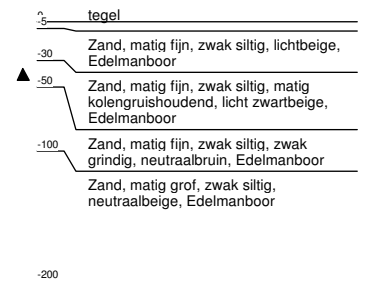 0 tegel
-5
Zand, matig fijn, zwak siltig, lichtbeige,
-30 Edelmanboor
-50 Zand, matig fijn, zwak siltig, matig
kolengruishoudend, licht zwartbeige,
Edelmanboor
-100 Zand, matig fijn, zwak siltig, zwak
grindig, neutraalbruin, Edelmanboor
Zand, matig grof, zwak siltig,
neutraalbeige, Edelmanboor
-200